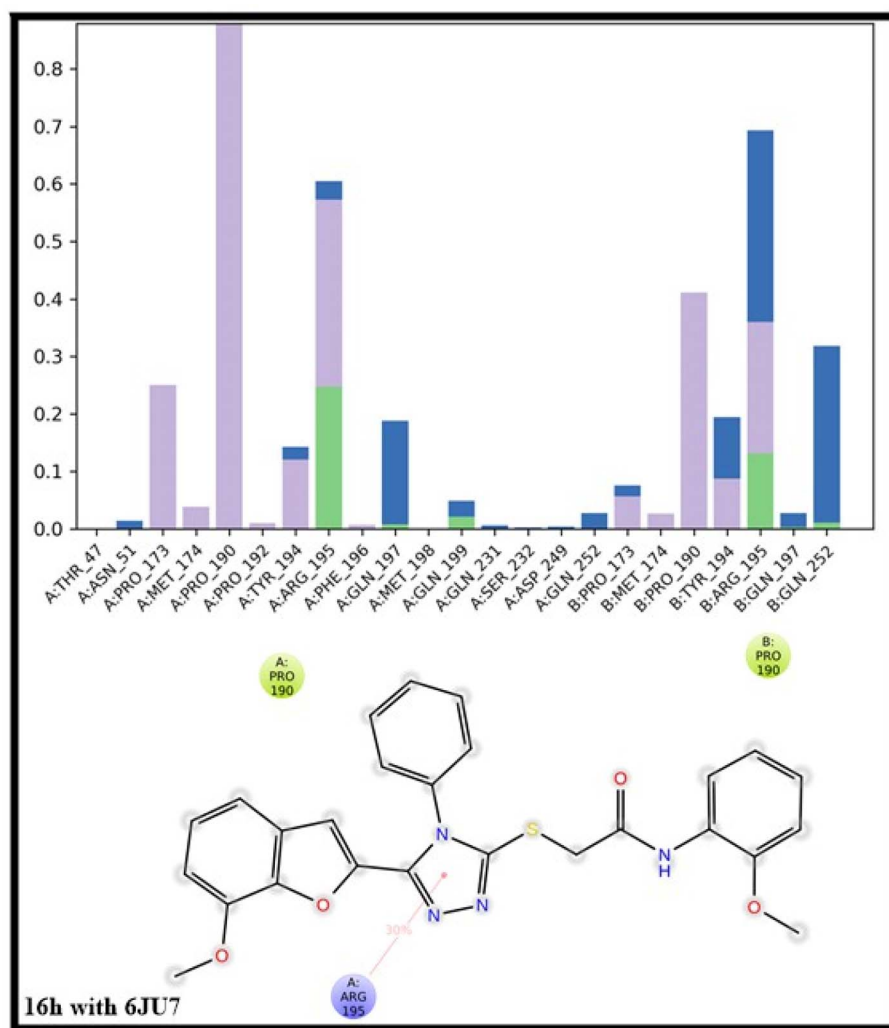 0.8
0.7
0.6
0.5
0.4
0.3
0.2
0.1
0.0
A:THR_47
A:ASN_51
A:PRO_173
A:MET_174
A:PRO_190
A:PRO_192
A:TYR_194
A:ARG_195
A:PHE_196
A:GLN_197
A:MET_198
A:GLN_199
A:GLN_231
A:SER_232
A:ASP_249
A:GLN_252
B:PRO_173
B:MET_174
B:PRO_190
B:TYR_194
B:ARG_195
B:GLN_197
B:GLN_252
A:
PRO
190
B:
PRO
190
O
N
S
N
H
O
N
N
O
O
30%
A:
ARG
195
16h with 6JU7